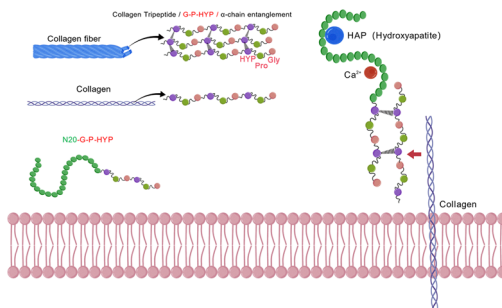 Collagen Tripeptide / G-P-HYP / α-chain entanglement
Collagen fiber
HYP
Pro
Gly
Collagen
N20-G-P-HYP
HAP (Hydroxyapatite)
Ca²⁺
Collagen